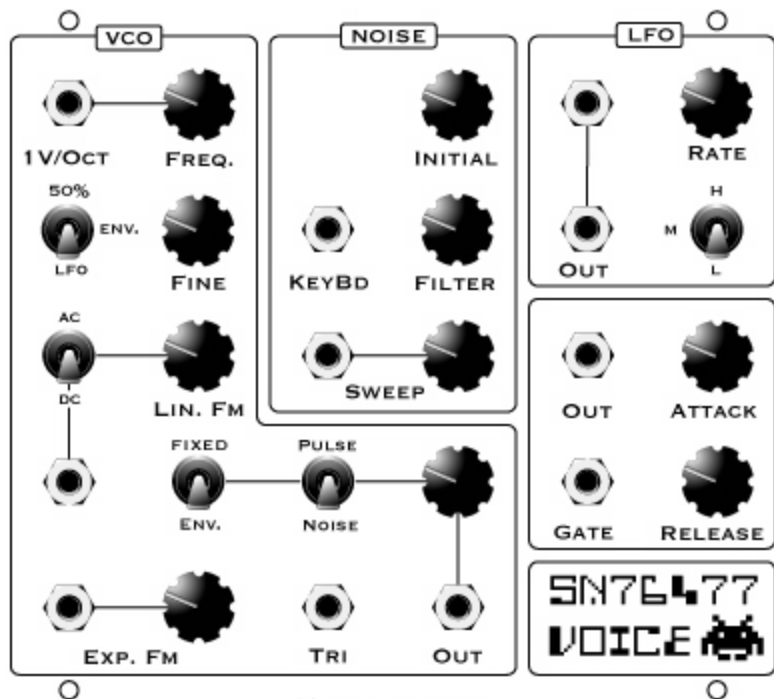 VCO
NOISE
LFO
1V/OCT
FREQ.
INITIAL
RATE
50%
ENV.
LFO
FINE
KEYBD
FILTER
H
M
L
OUT
AC
DC
LIN. FM
SWEEP
OUT
ATTACK
FIXED
ENV.
PULSE
NOISE
GATE
RELEASE
EXP. FM
TRI
OUT
SN76477
VOICE